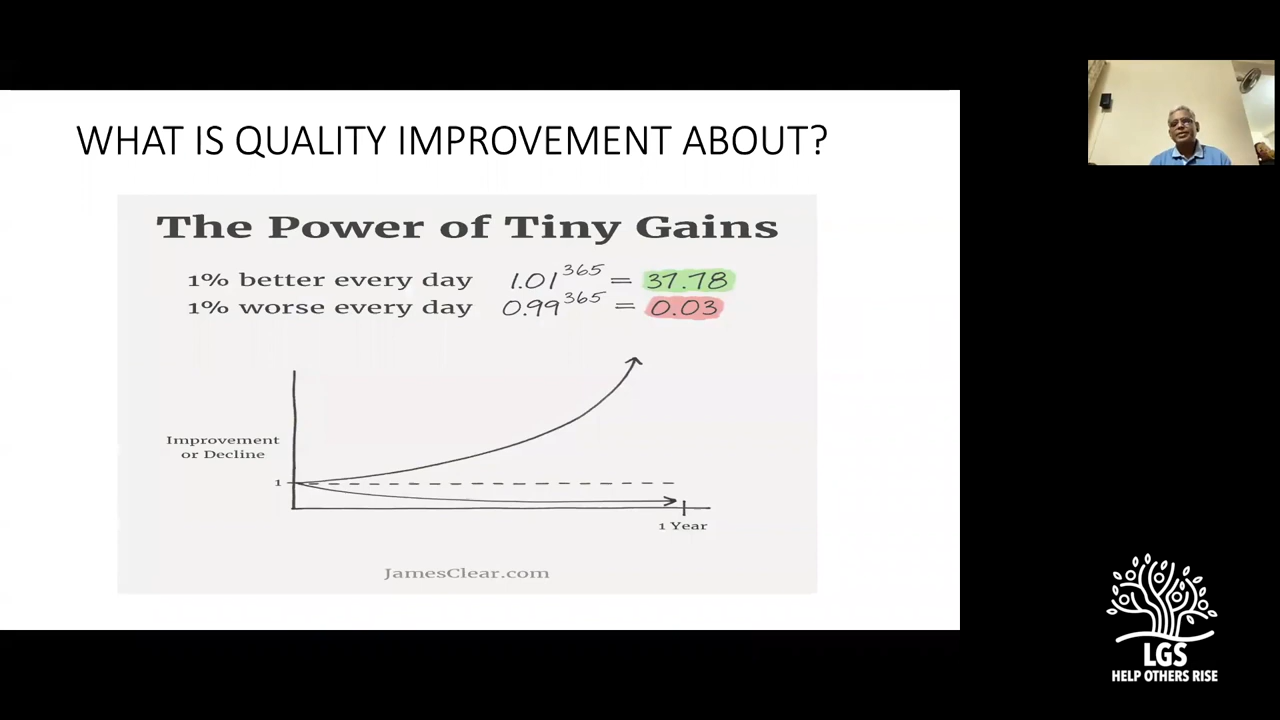 WHAT IS QUALITY IMPROVEMENT ABOUT?
The Power of Tiny Gains
1% better every day 1.01^365 = 37.78
1% worse every day 0.99^365 = 0.03
Improvement
or Decline
1
1 Year
JamesClear.com
LGS
HELP OTHERS RISE